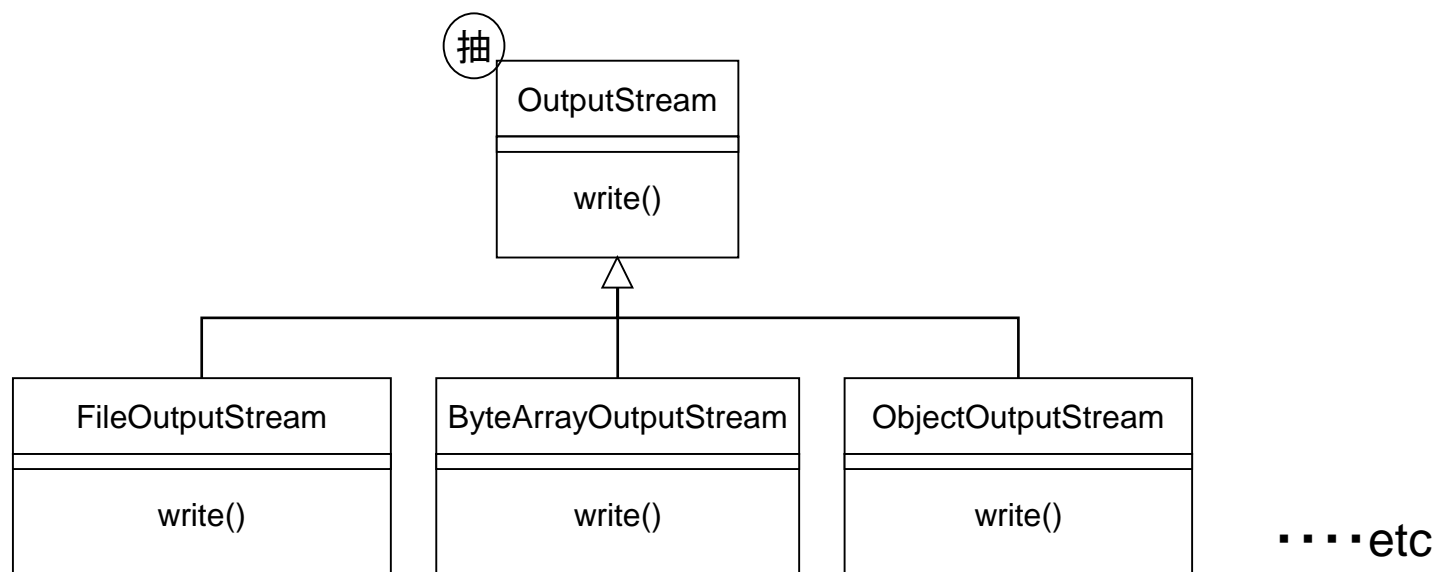 抽
OutputStream
write()
FileOutputStream
write()
ByteArrayOutputStream
write()
ObjectOutputStream
write()
････etc